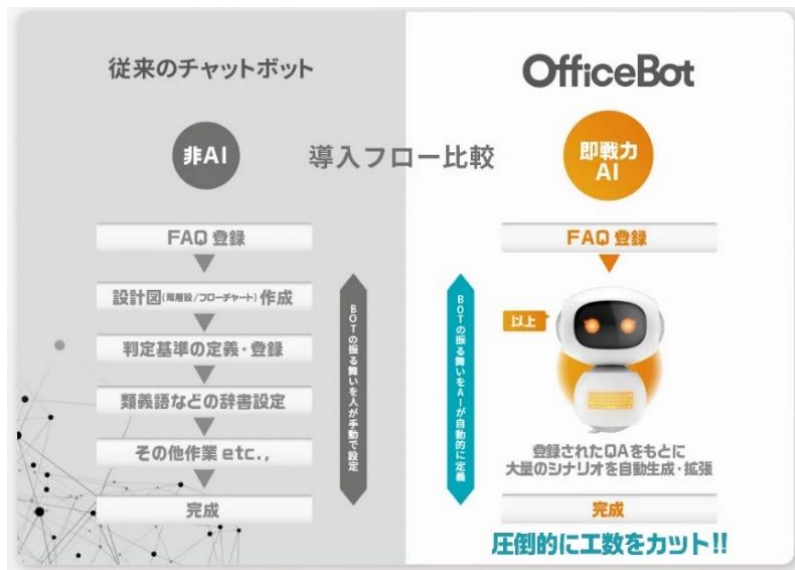 従来のチャットボット
OfficeBot
非AI
導入フロー比較
即戦力
AI
FAQ 登録
設計図(階層段/フローチャート)作成
判定基準の定義・登録
類義語などの辞書設定
その他作業 etc.,
完成
BOTの振る舞いを人が手動で設定
BOTの振る舞いをAIが自動的に定義
FAQ 登録
以上
登録されたQAをもとに
大量のシナリオを自動生成・拡張
完成
圧倒的に工数をカット!!